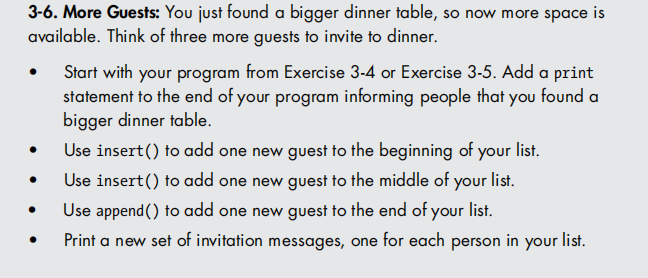 3-6. More Guests: You just found a bigger dinner table, so now more space is
available. Think of three more guests to invite to dinner.
• Start with your program from Exercise 3-4 or Exercise 3-5. Add a print
statement to the end of your program informing people that you found a
bigger dinner table.
• Use insert() to add one new guest to the beginning of your list.
• Use insert() to add one new guest to the middle of your list.
• Use append() to add one new guest to the end of your list.
• Print a new set of invitation messages, one for each person in your list.